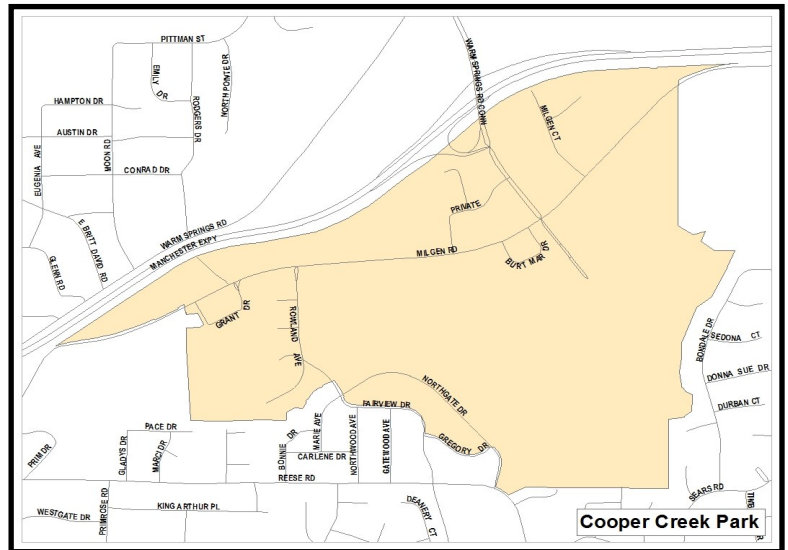 PITTMAN ST
WARM SPRINGS RD CONN
EMILY DR
RODGERS DR
NORTH POINTE DR
HAMPTON DR
MILGEN CT
AUSTIN DR
EUGENIA AVE
MOON RD
CONRAD DR
PRIVATE
E BRITT DAVID RD
WARM SPRINGS RD
MANCHESTER EXPY
MILGEN RD
BURT MAR DR
GLENN RD
GRANT DR
ROWLAND AVE
BONDALE DR
SEDONA CT
DONNA SUE DR
NORTHGATE DR
FAIRVIEW DR
DURBAN CT
PACE DR
MARIE AVE
NORTHWOOD AVE
GATEWOOD AVE
GREGORY DR
PRIM DR
GLADYS DR
MARCI DR
BONNIE DR
CARLENE DR
REESE RD
SEARS RD
PRIMROSE RD
KING ARTHUR PL
DEANERY CT
WESTGATE DR
Cooper Creek Park